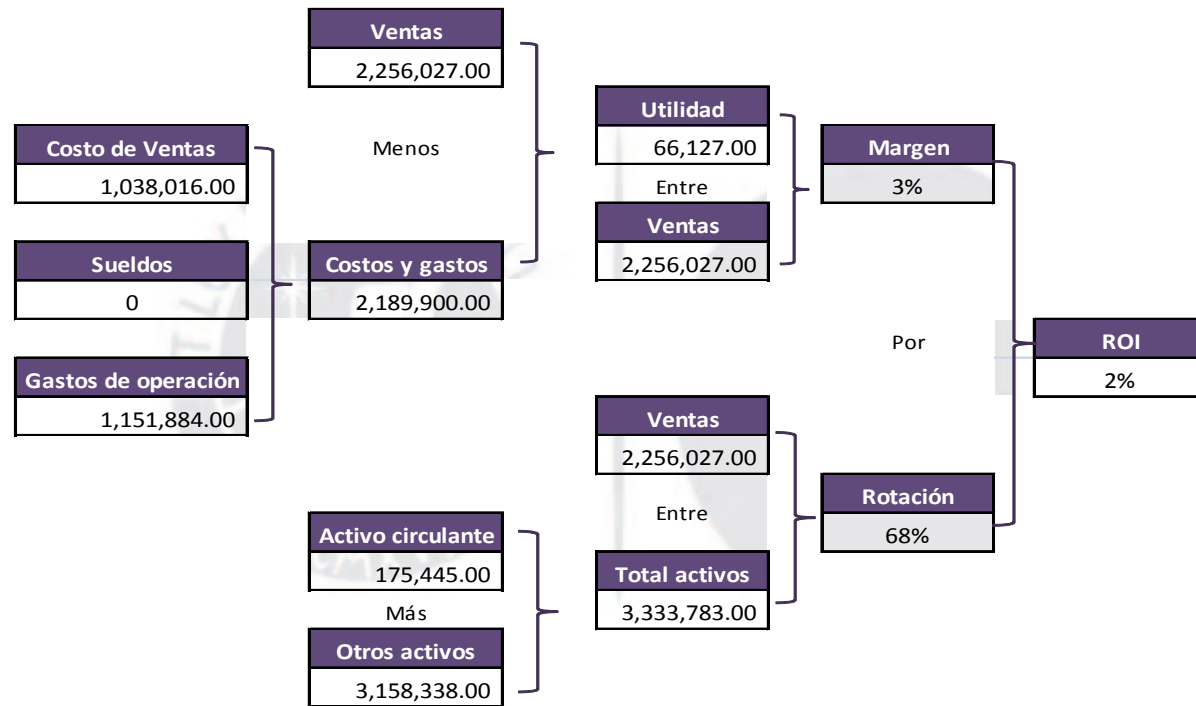 Ventas
2,256,027.00
Menos
Costo de Ventas
1,038,016.00
Sueldos
0
Gastos de operación
1,151,884.00
Costos y gastos
2,189,900.00
Utilidad
66,127.00
Entre
Ventas
2,256,027.00
Margen
3%
Por
ROI
2%
Ventas
2,256,027.00
Entre
Total activos
3,333,783.00
Rotación
68%
Activo circulante
175,445.00
Más
Otros activos
3,158,338.00